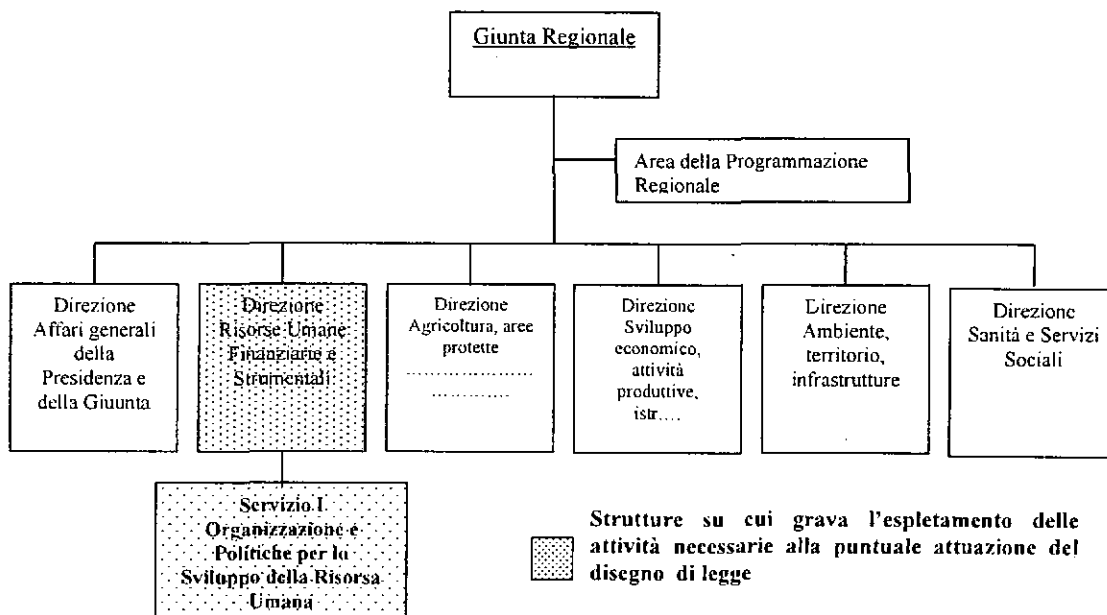 Giunta Regionale
Area della Programmazione
Regionale
Direzione
Affari generali
della
Presidenza e
della Giuunta
Direzione
Risorse Umane
Finanziarie e
Strumentali
Direzione
Agricoltura, aree
protette
......................
..............
Direzione
Sviluppo
economico,
attività
produttive,
istr....
Direzione
Ambiente,
territorio,
infrastrutture
Direzione
Sanità e Servizi
Sociali
Servizio I
Organizzazione e
Politiche per lo
Sviluppo della Risorsa
Umana
Strutture su cui grava l'espletamento delle
attività necessarie alla puntuale attuazione del
disegno di legge